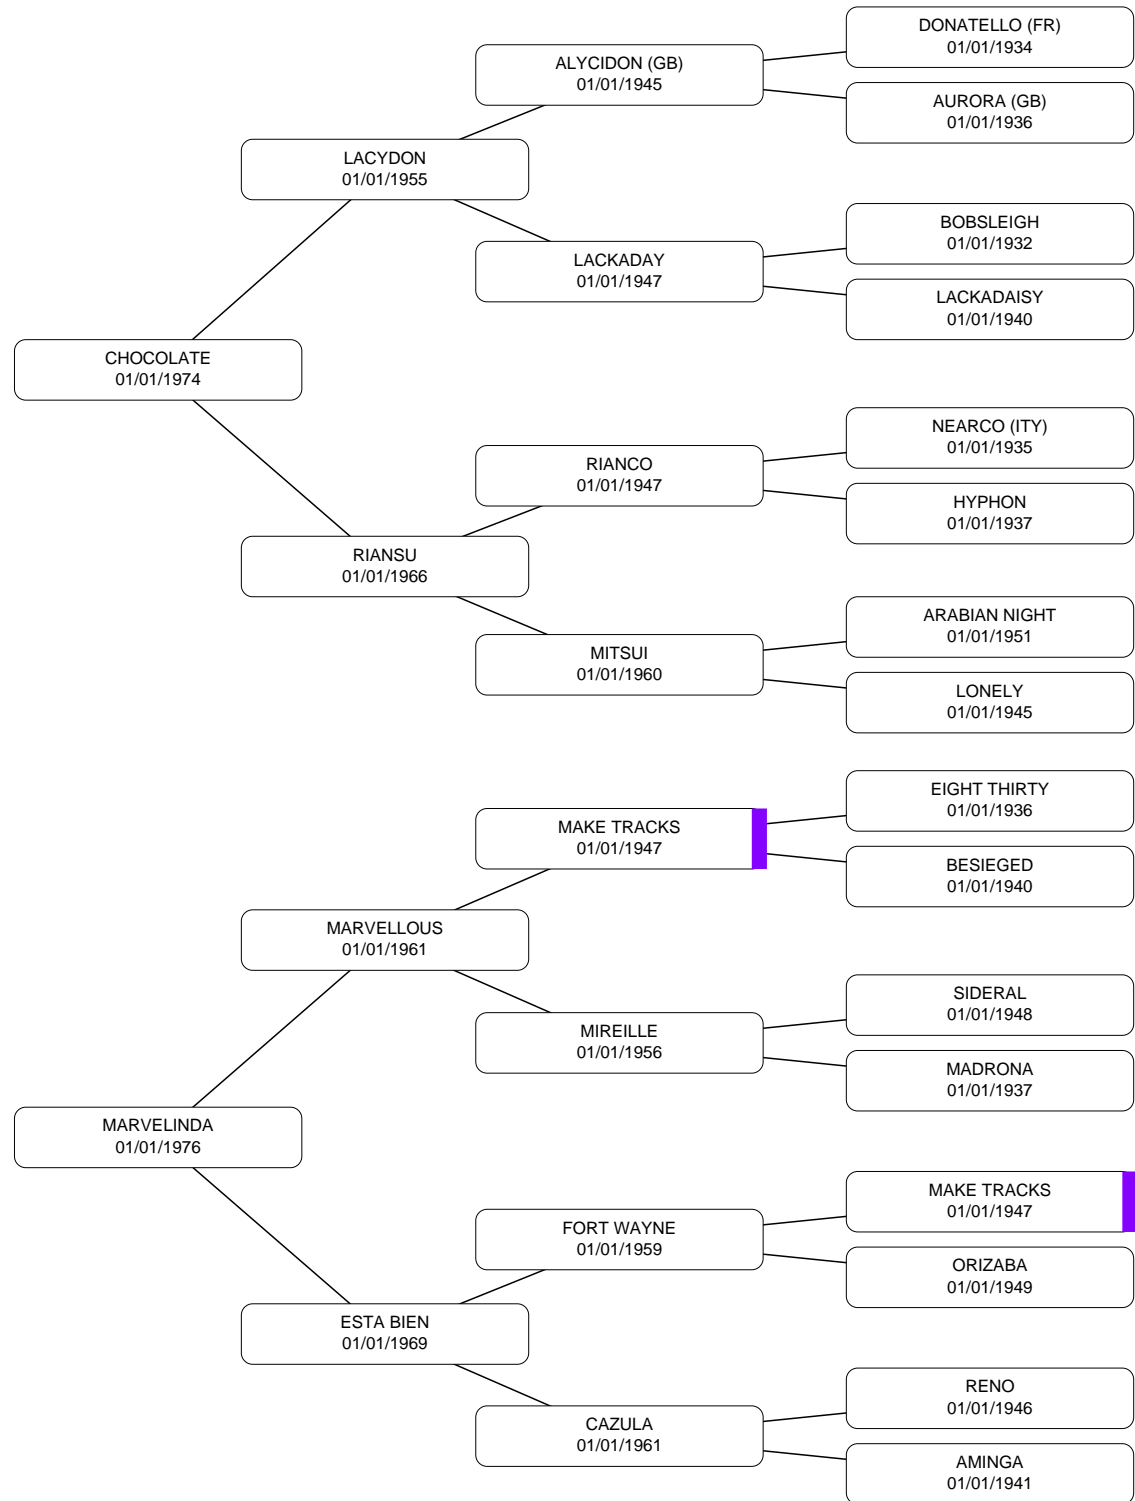 DONATELLO (FR)
01/01/1934
ALYCIDON (GB)
01/01/1945
AURORA (GB)
01/01/1936
LACYDON
01/01/1955
BOBSLEIGH
01/01/1932
LACKADAY
01/01/1947
LACKADAISY
01/01/1940
CHOCOLATE
01/01/1974
NEARCO (ITY)
01/01/1935
RIANCO
01/01/1947
HYPHON
01/01/1937
RIANSU
01/01/1966
ARABIAN NIGHT
01/01/1951
MITSUI
01/01/1960
LONELY
01/01/1945
EIGHT THIRTY
01/01/1936
MAKE TRACKS
01/01/1947
BESIEGED
01/01/1940
MARVELLOUS
01/01/1961
SIDERAL
01/01/1948
MIREILLE
01/01/1956
MADRONA
01/01/1937
MARVELINDA
01/01/1976
MAKE TRACKS
01/01/1947
FORT WAYNE
01/01/1959
ORIZABA
01/01/1949
ESTA BIEN
01/01/1969
RENO
01/01/1946
CAZULA
01/01/1961
AMINGA
01/01/1941